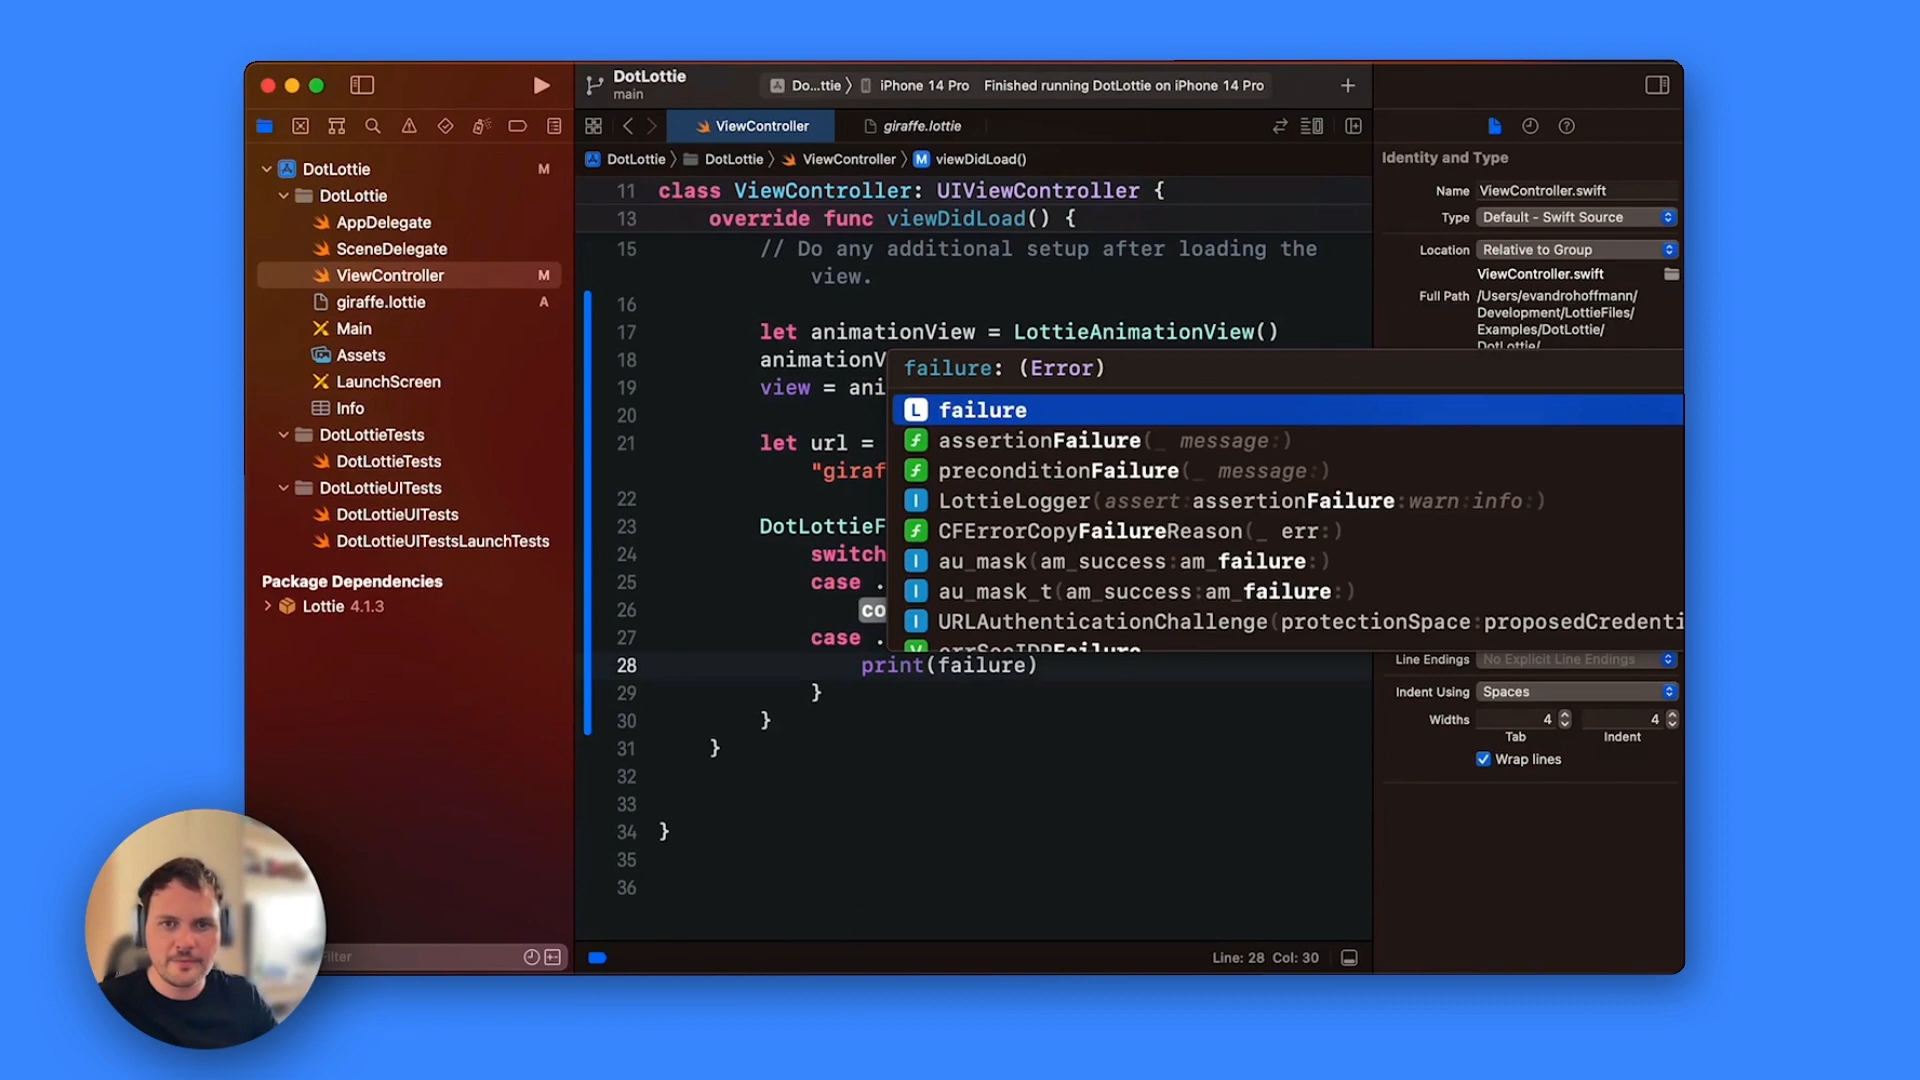 DotLottie
main
Do...ttie
iPhone 14 Pro
Finished running DotLottie on iPhone 14 Pro
ViewController
giraffe.lottie
DotLottie
DotLottie
ViewController
M
viewDidLoad()
DotLottie
M
DotLottie
AppDelegate
SceneDelegate
ViewController
M
giraffe.lottie
A
Main
Assets
LaunchScreen
Info
DotLottieTests
DotLottieTests
DotLottieUITests
DotLottieUITests
DotLottieUITestsLaunchTests
Package Dependencies
Lottie 4.1.3
11 class ViewController: UIViewController {
13 override func viewDidLoad() {
15 // Do any additional setup after loading the
view.
16
17 let animationView = LottieAnimationView()
18 animationV
19 view = ani
20
21 let url =
"giraf
22
23 DotLottieF
24 switch
25 case .
26 co
27 case .
28 print(failure)
29 }
30 }
31 }
32
33
34 }
35
36
failure: (Error)
L failure
f assertionFailure(_ message:)
f preconditionFailure(_ message:)
I LottieLogger(assert:assertionFailure:warn:info:)
f CFErrorCopyFailureReason(_ err:)
I au_mask(am_success:am_failure:)
I au_mask_t(am_success:am_failure:)
I URLAuthenticationChallenge(protectionSpace:proposedCredenti
Identity and Type
Name ViewController.swift
Type Default - Swift Source
Location Relative to Group
ViewController.swift
Full Path /Users/evandrohoffmann/
Development/LottieFiles/
Examples/DotLottie/
DotLottie/
Line Endings No Explicit Line Endings
Indent Using Spaces
Widths 4 4
Tab Indent
Wrap lines
ilter
Line: 28 Col: 30